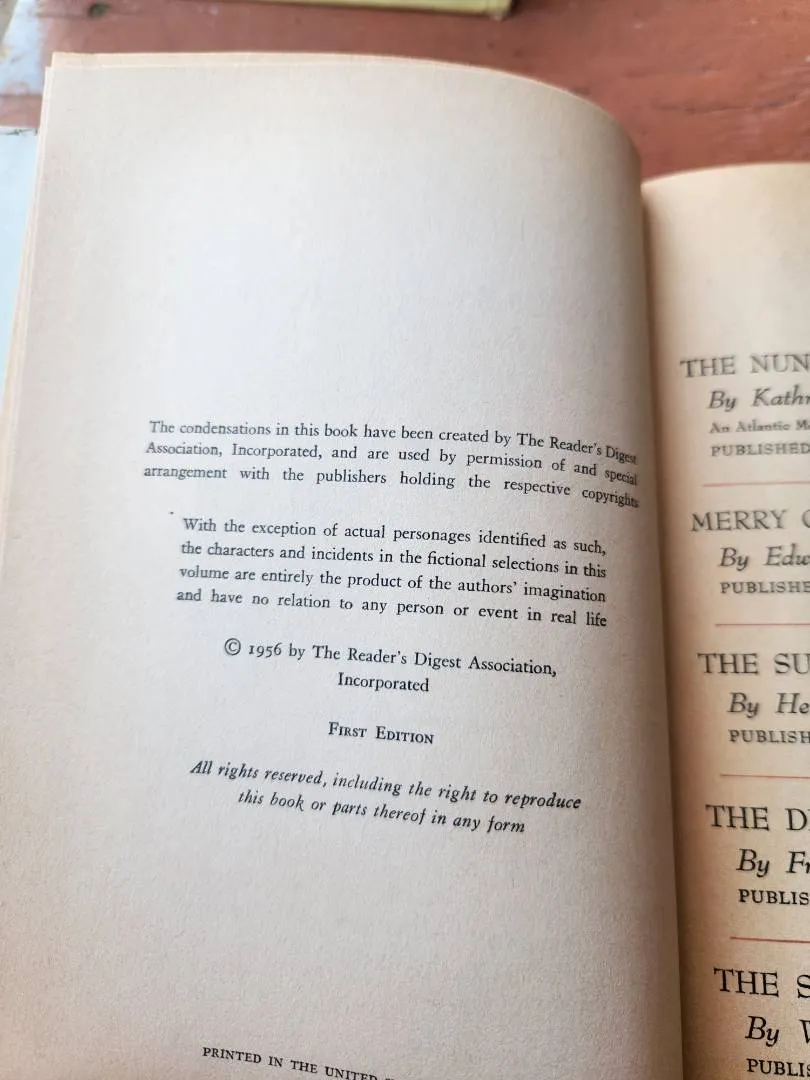 The condensations in this book have been created by The Reader's Digest
Association, Incorporated, and are used by permission of and special
arrangement with the publishers holding the respective copyrights
With the exception of actual personages identified as such,
the characters and incidents in the fictional selections in this
volume are entirely the product of the authors' imagination
and have no relation to any person or event in real life
© 1956 by The Reader's Digest Association,
Incorporated
First Edition
All rights reserved, including the right to reproduce
this book or parts thereof in any form
PRINTED IN THE UNITED
THE NUN
By Kathr
An Atlantic M
PUBLISHED
MERRY
By Edw
PUBLISHE
THE SU
By He
PUBLISH
THE D
By Fr
PUBLIS
THE S
By
PUBLI